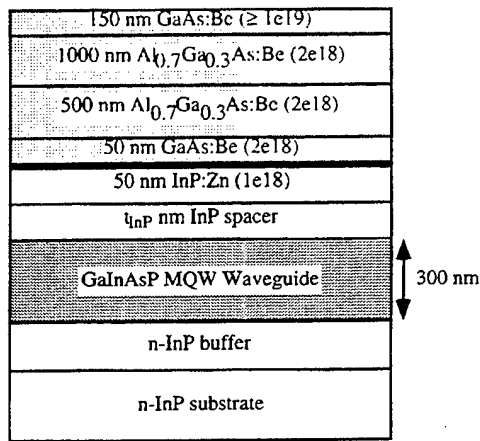 150 nm GaAs:Be (≥ 1e19)
1000 nm Al0.7Ga0.3As:Be (2e18)
500 nm Al0.7Ga0.3As:Be (2e18)
50 nm GaAs:Be (2e18)
50 nm InP:Zn (1e18)
tInP nm InP spacer
GaInAsP MQW Waveguide
300 nm
n-InP buffer
n-InP substrate